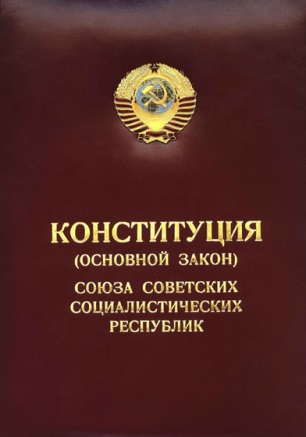 КОНСТИТУЦИЯ
(ОСНОВНОЙ ЗАКОН)
СОЮЗА СОВЕТСКИХ
СОЦИАЛИСТИЧЕСКИХ
РЕСПУБЛИК